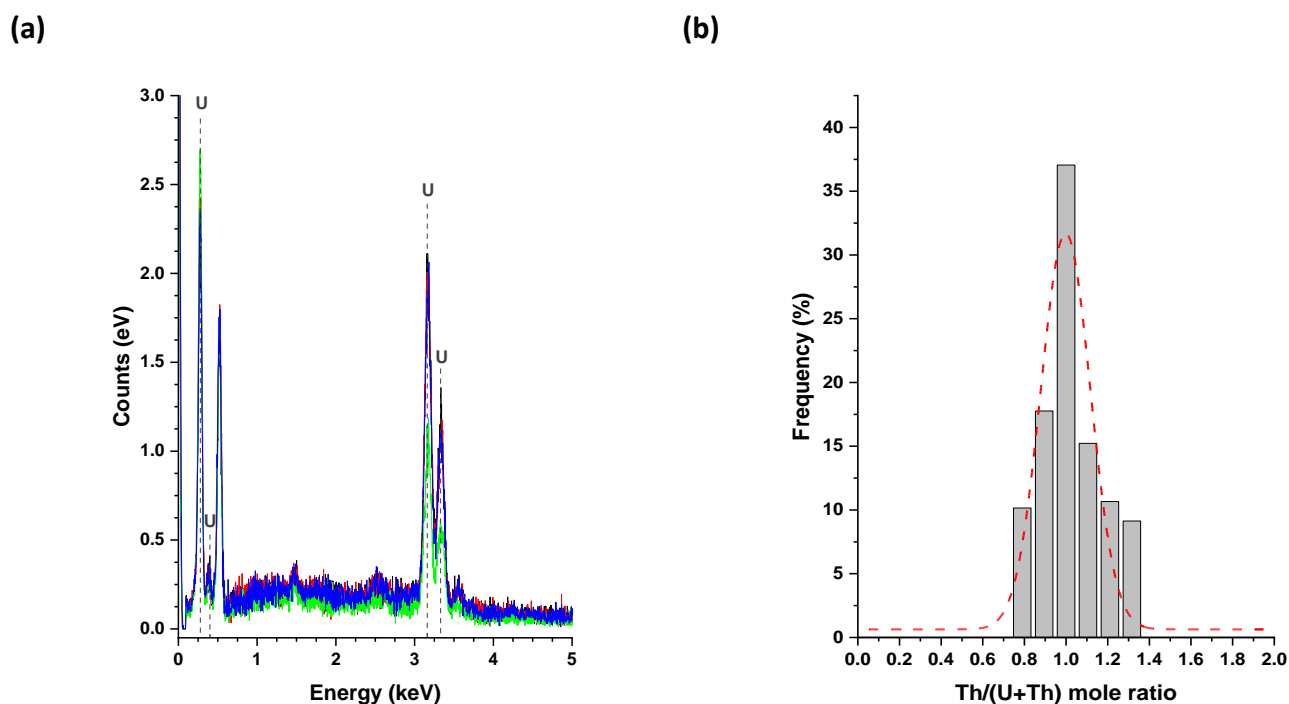 (a)
(b)
U
U
U
U
3.0
2.5
2.0
1.5
1.0
0.5
0.0
Counts (eV)
0 1 2 3 4 5
Energy (keV)
40
35
30
25
20
15
10
5
0
Frequency (%)
0.0 0.2 0.4 0.6 0.8 1.0 1.2 1.4 1.6 1.8 2.0
Th/(U+Th) mole ratio